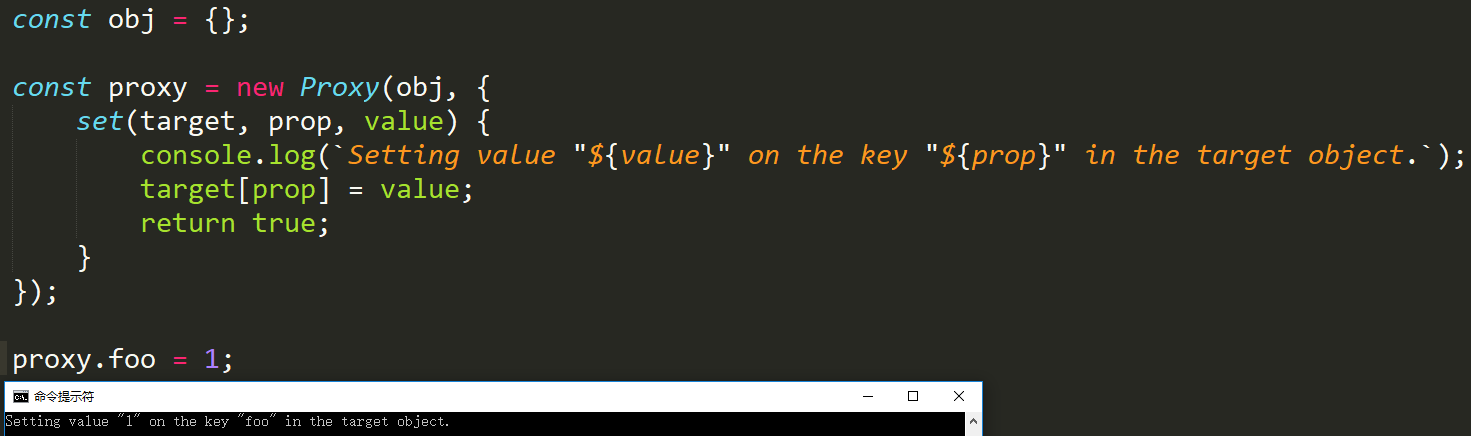 const obj = {};
const proxy = new Proxy(obj, {
set(target, prop, value) {
console.log(`Setting value "${value}" on the key "${prop}" in the target object.`);
target[prop] = value;
return true;
}
});
proxy.foo = 1;
命令提示符
Setting value "1" on the key "foo" in the target object.